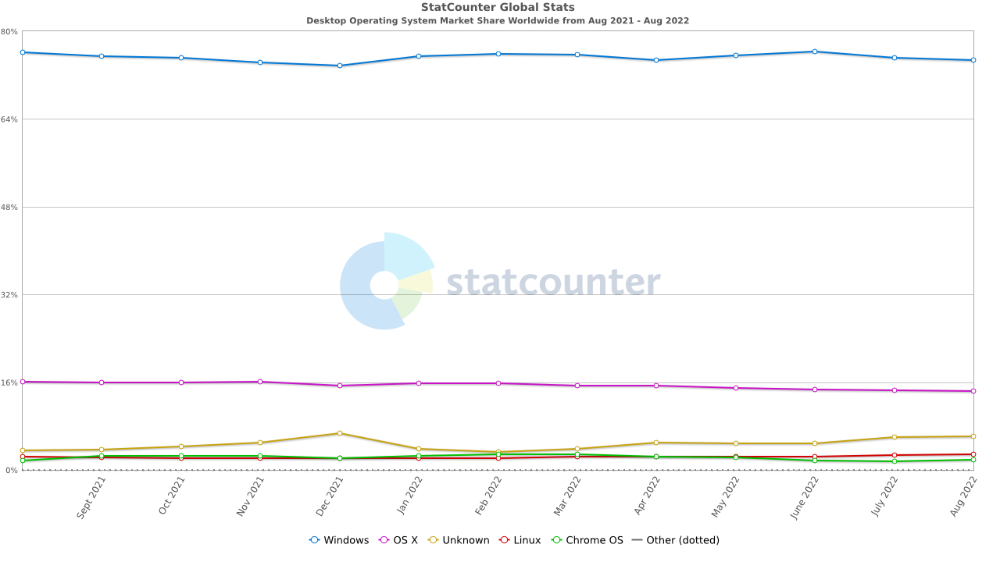 StatCounter Global Stats
Desktop Operating System Market Share Worldwide from Aug 2021 - Aug 2022
80%
64%
48%
32%
16%
0%
statcounter
Sept 2021
Oct 2021
Nov 2021
Dec 2021
Jan 2022
Feb 2022
Mar 2022
Apr 2022
May 2022
June 2022
July 2022
Aug 2022
Windows OS X Unknown Linux Chrome OS Other (dotted)